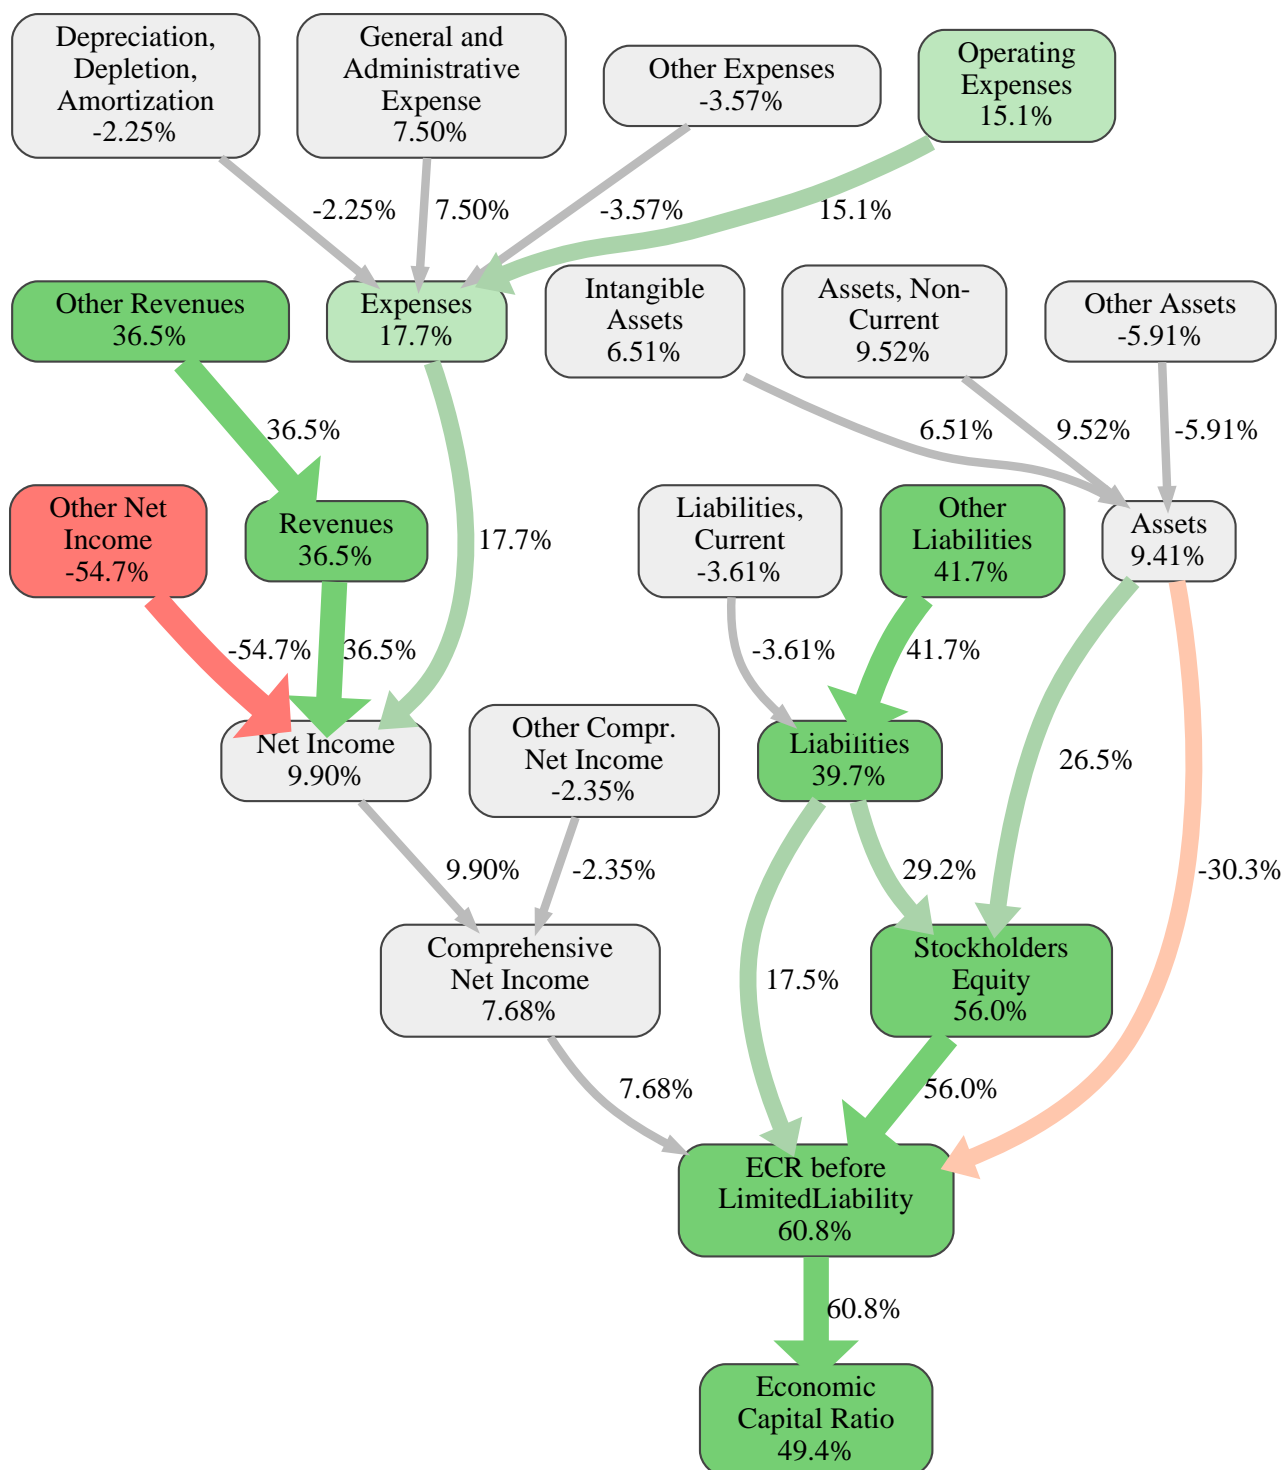 Depreciation,
Depletion,
Amortization
-2.25%
General and
Administrative
Expense
7.50%
Other Expenses
-3.57%
Operating
Expenses
15.1%
-2.25%
7.50%
-3.57%
15.1%
Other Revenues
36.5%
Expenses
17.7%
Intangible
Assets
6.51%
Assets, Non-
Current
9.52%
Other Assets
-5.91%
36.5%
6.51%
9.52%
-5.91%
Other Net
Income
-54.7%
Revenues
36.5%
17.7%
Liabilities,
Current
-3.61%
Other
Liabilities
41.7%
Assets
9.41%
-54.7%
36.5%
-3.61%
41.7%
Net Income
9.90%
Other Compr.
Net Income
-2.35%
Liabilities
39.7%
26.5%
9.90%
-2.35%
29.2%
-30.3%
Comprehensive
Net Income
7.68%
17.5%
Stockholders
Equity
56.0%
7.68%
56.0%
ECR before
LimitedLiability
60.8%
60.8%
Economic
Capital Ratio
49.4%